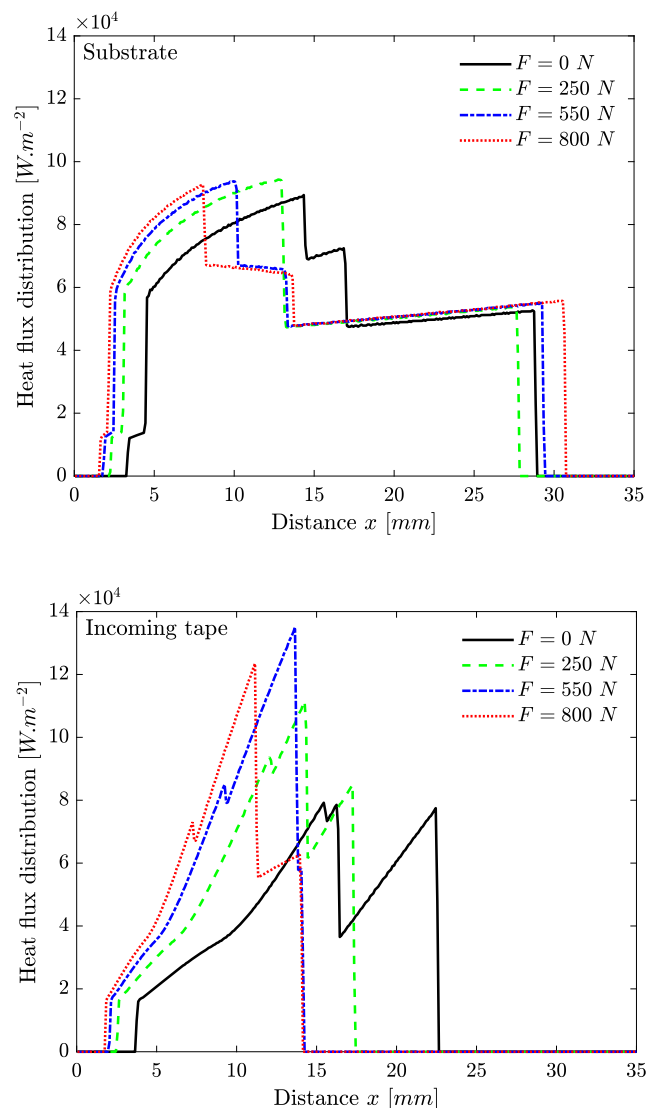 ×10⁴
Substrate
F = 0 N
F = 250 N
F = 550 N
F = 800 N
14
12
10
8
6
4
2
0
Heat flux distribution [W.m⁻²]
0 5 10 15 20 25 30 35
Distance x [mm]
×10⁴
Incoming tape
F = 0 N
F = 250 N
F = 550 N
F = 800 N
14
12
10
8
6
4
2
0
Heat flux distribution [W.m⁻²]
0 5 10 15 20 25 30 35
Distance x [mm]